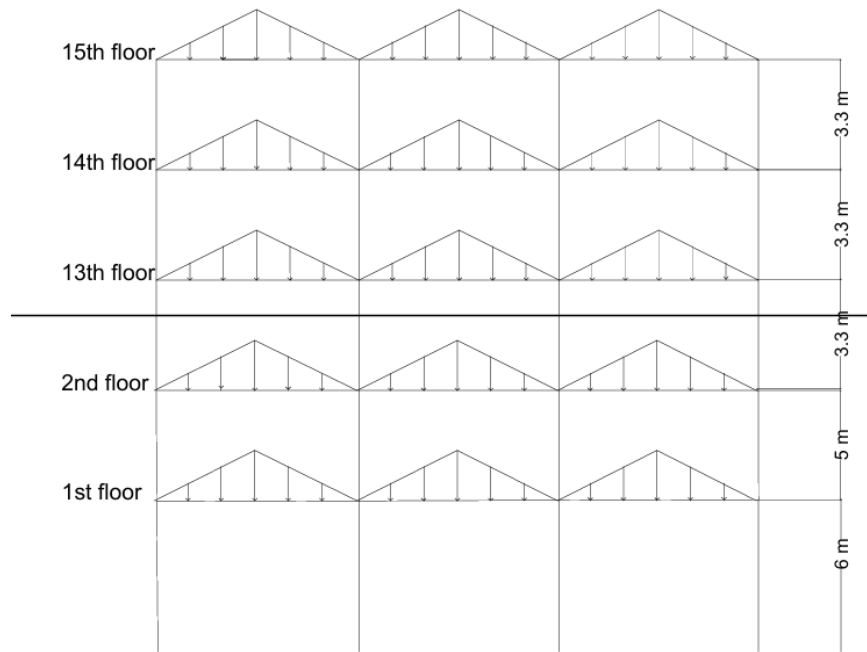 15th floor
3.3 m
14th floor
3.3 m
13th floor
3.3 m
2nd floor
5 m
1st floor
6 m